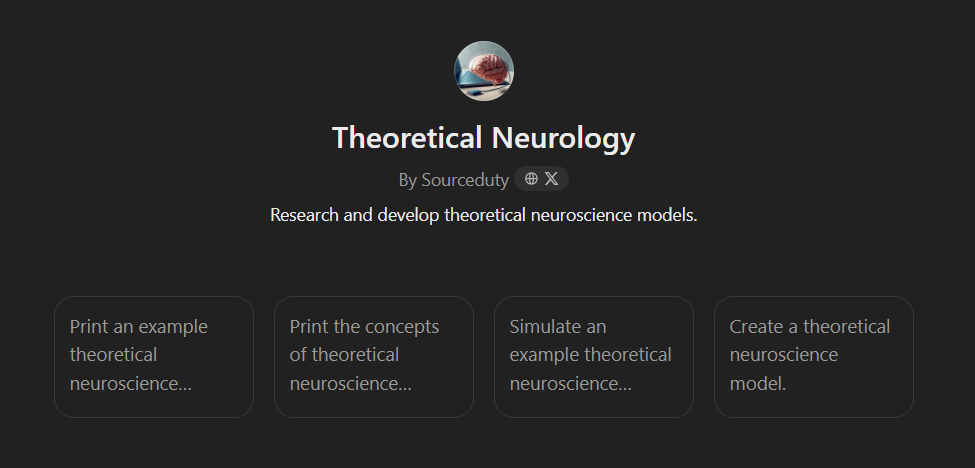 Theoretical Neurology
By Sourceduty
Research and develop theoretical neuroscience models.
Print an example
theoretical
neuroscience...
Print the concepts
of theoretical
neuroscience...
Simulate an
example theoretical
neuroscience...
Create a theoretical
neuroscience
model.